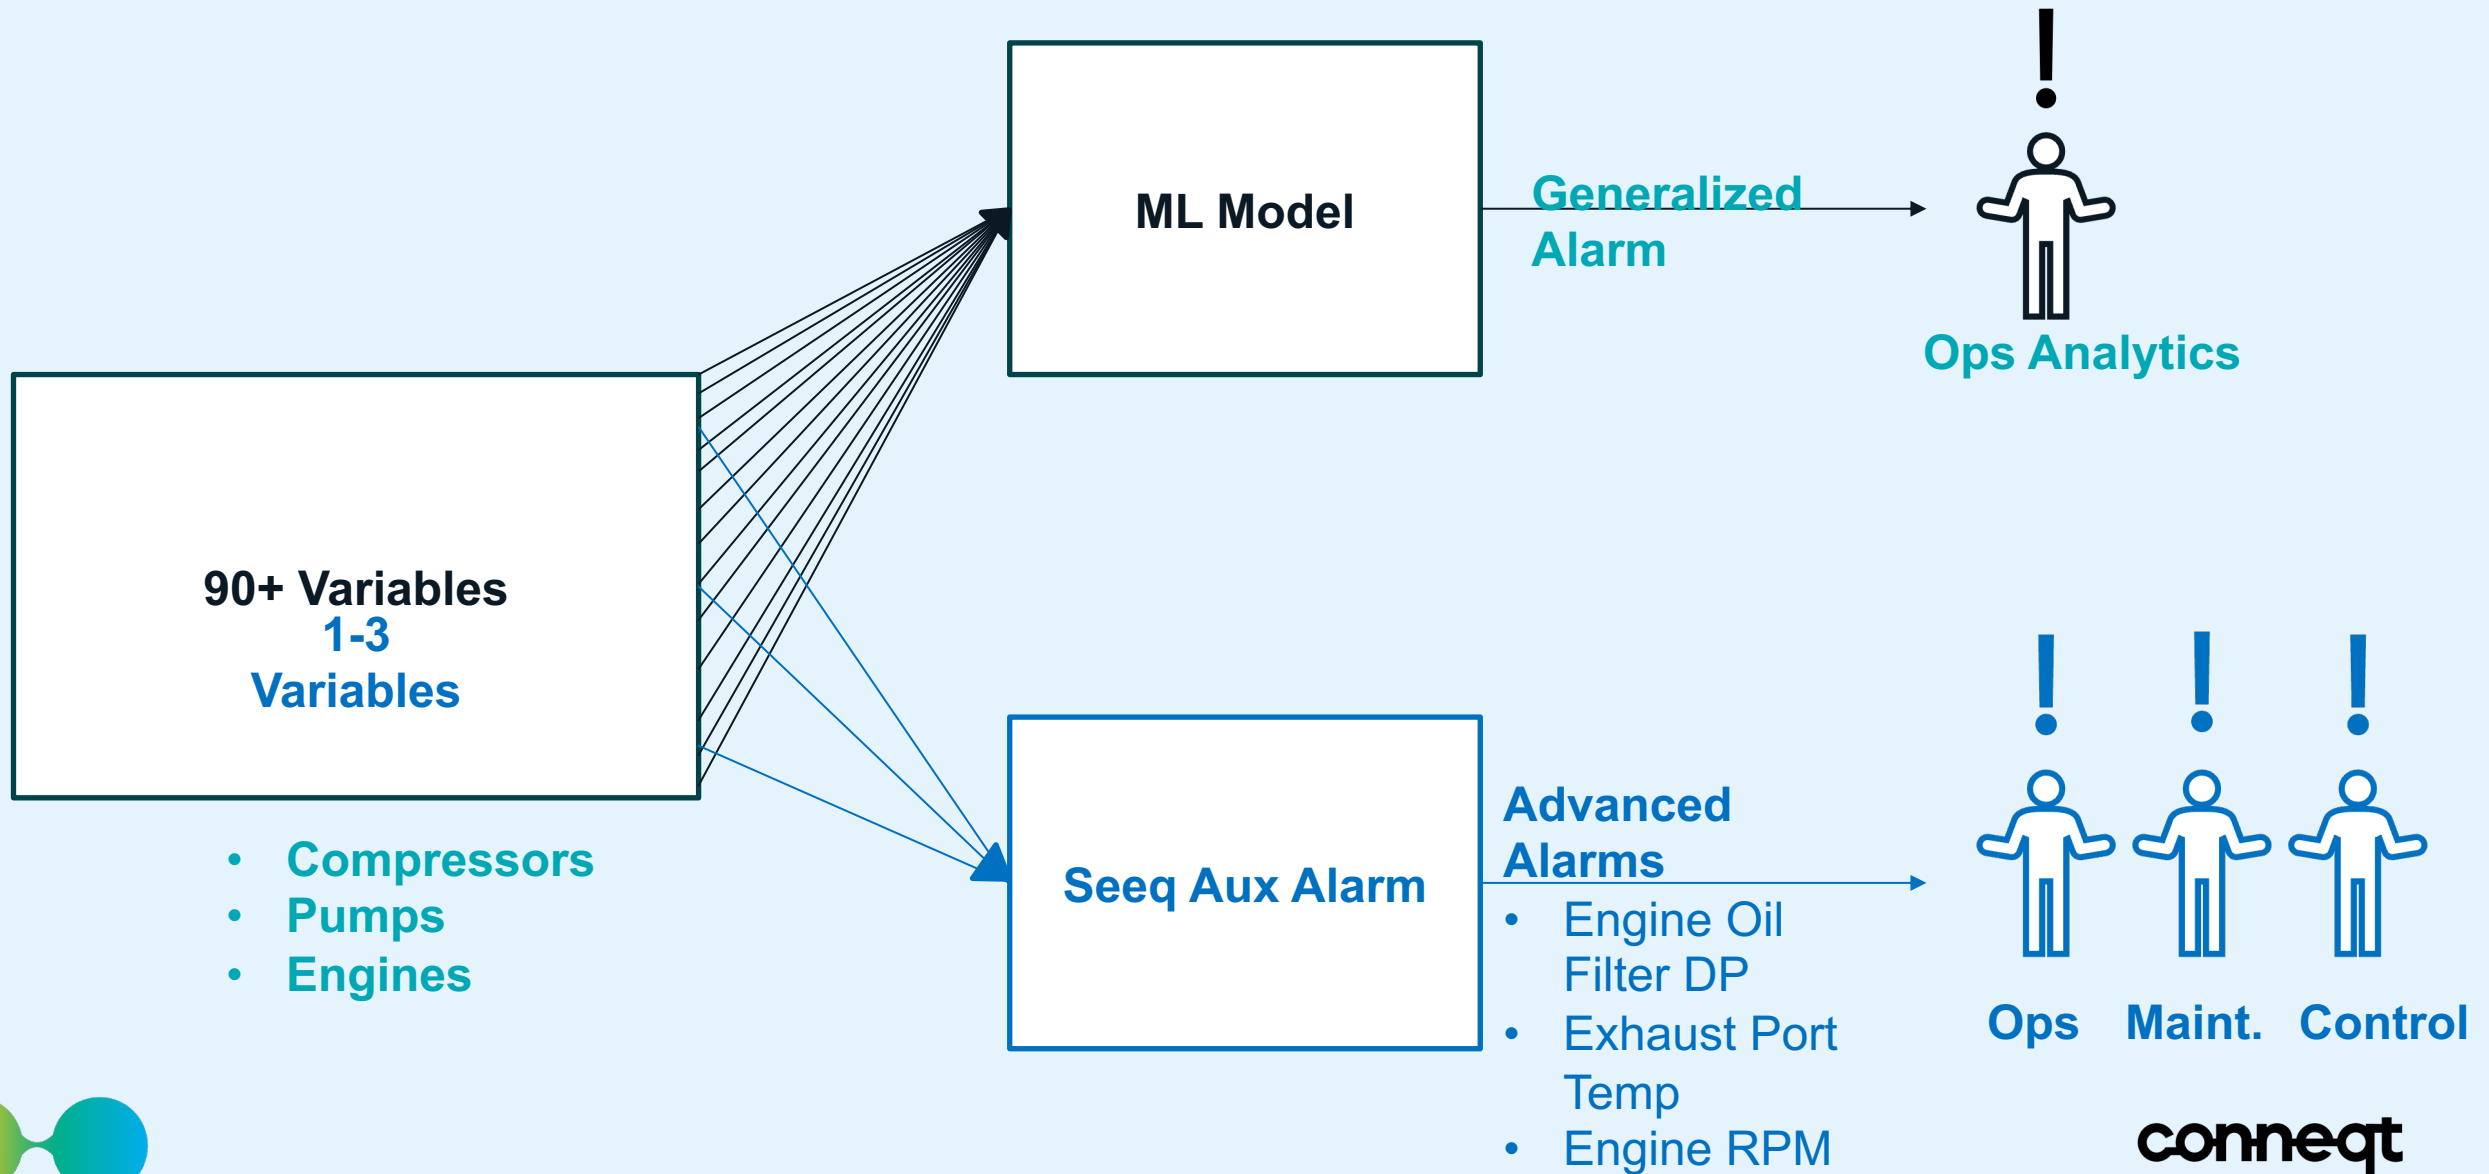 ML Model
Generalized
Alarm
!
Ops Analytics
90+ Variables
1-3
Variables
• Compressors
• Pumps
• Engines
Seeq Aux Alarm
Advanced
Alarms
• Engine Oil
Filter DP
• Exhaust Port
Temp
• Engine RPM
! ! !
Ops Maint. Control
conneqt